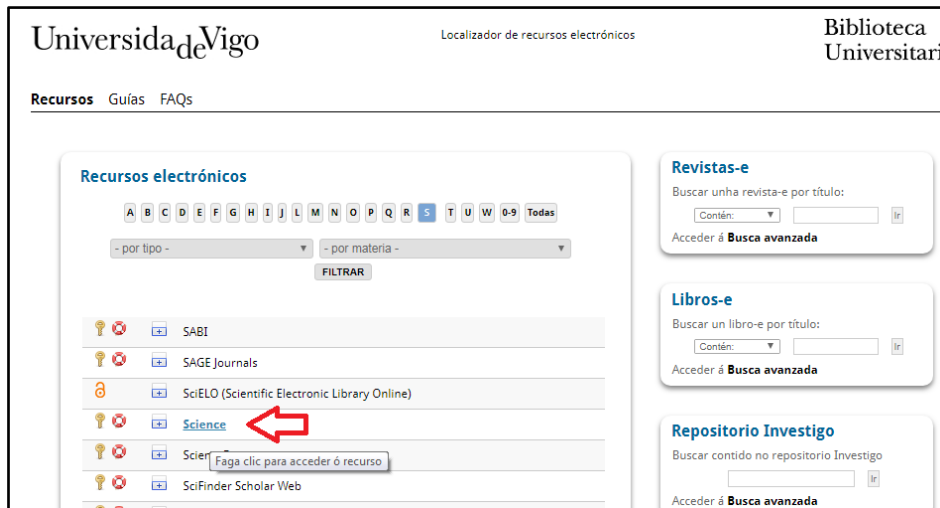 Universidade Vigo
Localizador de recursos electrónicos
Biblioteca
Universitari
Recursos Guías FAQs
Recursos electrónicos
A B C D E F G H I J L M N O P Q R S T U W 0-9 Todas
- por tipo - - por materia -
FILTRAR
SABI
SAGE Journals
SciELO (Scientific Electronic Library Online)
Science
Faga clic para acceder ó recurso
SciFinder Scholar Web
Revistas-e
Buscar unha revista-e por título:
Contén: Ir
Acceder á Busca avanzada
Libros-e
Buscar un libro-e por título:
Contén: Ir
Acceder á Busca avanzada
Repositorio Investigo
Buscar contido no repositorio Investigo
Ir
Acceder á Busca avanzada